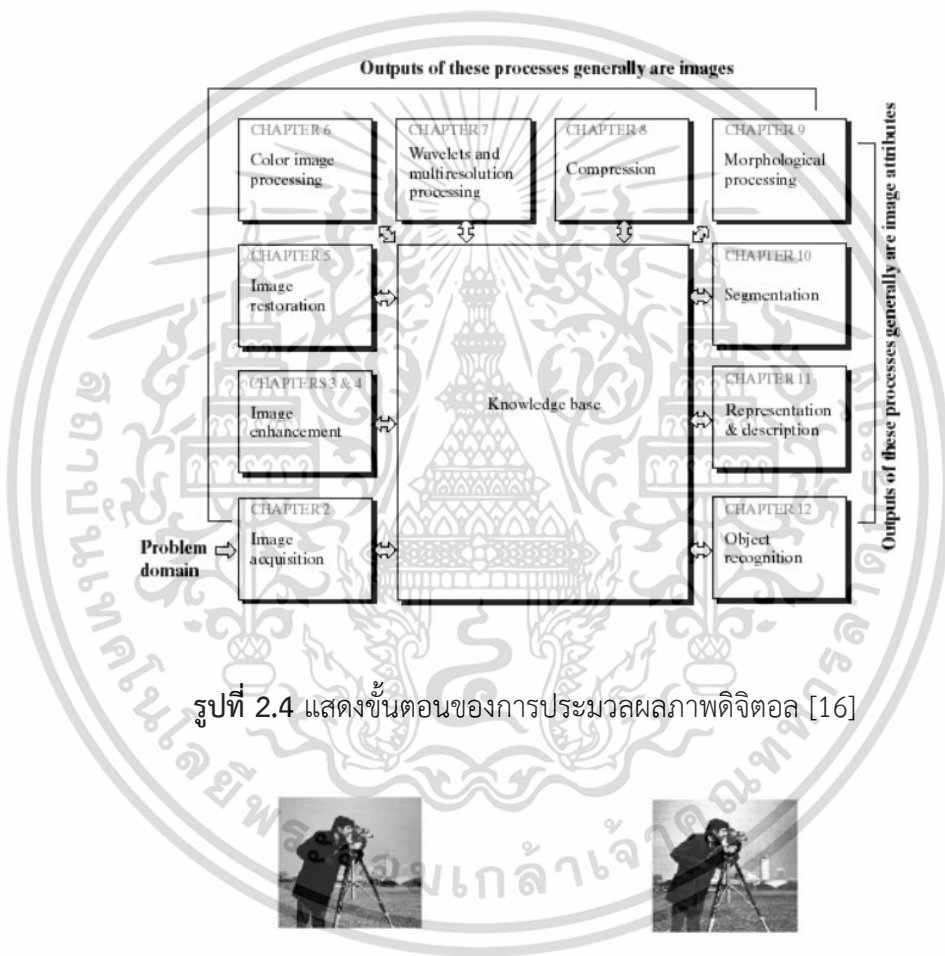 Outputs of these processes generally are images
CHAPTER 6
Color image
processing
CHAPTER 7
Wavelets and
multiresolution
processing
CHAPTER 8
Compression
CHAPTER 9
Morphological
processing
CHAPTER 5
Image
restoration
CHAPTER 10
Segmentation
CHAPTERS 3 & 4
Image
enhancement
Knowledge base
CHAPTER 11
Representation
& description
Problem
domain
CHAPTER 2
Image
acquisition
CHAPTER 12
Object
recognition
Outputs of these processes generally are image attributes
รูปที่ 2.4 แสดงขั้นตอนของการประมวลผลภาพดิจิตอล [16]